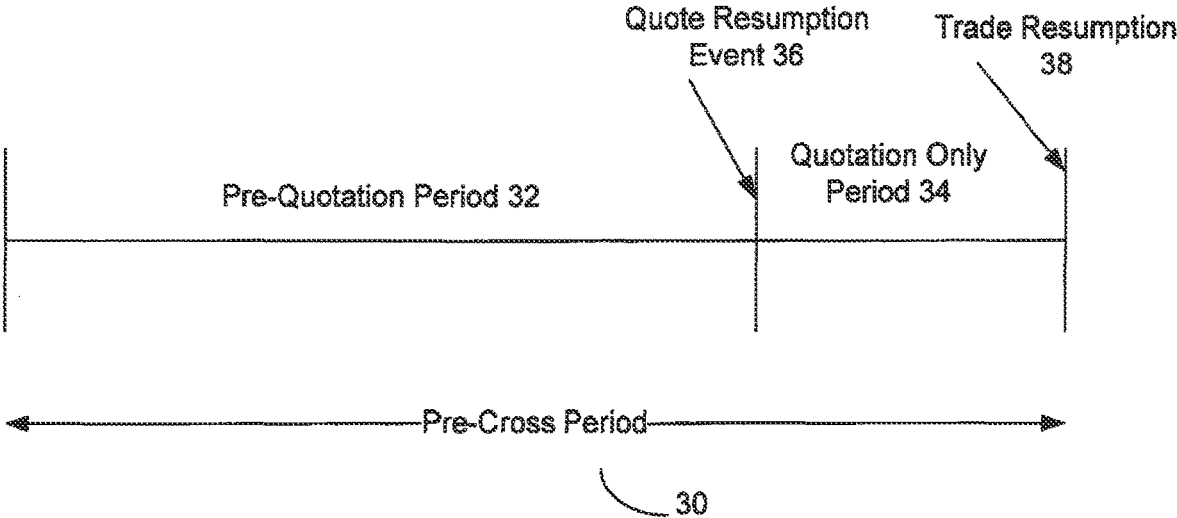 Quote Resumption
Event 36
Trade Resumption
38
Pre-Quotation Period 32
Quotation Only
Period 34
Pre-Cross Period
30